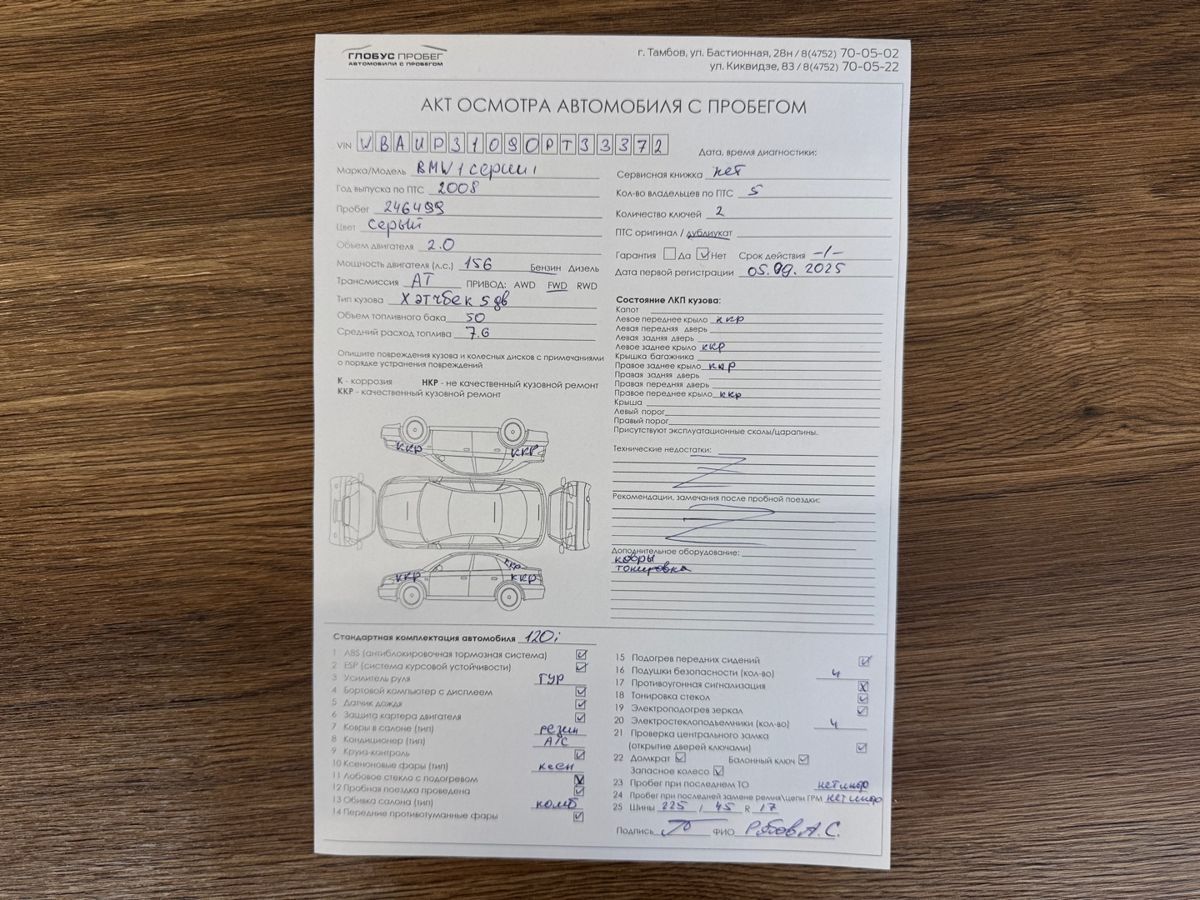 ГЛОБУС ПРОБЕГ
АВТОМОБИЛИ С ПРОБЕГОМ
г. Тамбов, ул. Бастионная, 28н / 8(4752) 70-05-02
ул. Киквидзе, 83 / 8(4752) 70-05-22
АКТ ОСМОТРА АВТОМОБИЛЯ С ПРОБЕГОМ
VIN WBAUD31090PT33372
Марка/Модель BMW 1 серии
Год выпуска по ПТС 2008
Пробег 246499
Цвет серый
Объем двигателя 2.0
Мощность двигателя (л.с.) 156 Бензин Дизель
Трансмиссия АТ ПРИВОД: AWD FWD RWD
Тип кузова Хэтчбек 5 дв
Объем топливного бака 50
Средний расход топлива 7.6
Дата, время диагностики:
Сервисная книжка нет
Кол-во владельцев по ПТС 5
Количество ключей 2
ПТС оригинал / дубликат
Гарантия Да Нет Срок действия -/-
Дата первой регистрации 05.09.2025
Опишите повреждения кузова и колесных дисков с примечаниями
о порядке устранения повреждений
К - коррозия НКР - не качественный кузовной ремонт
ККР - качественный кузовной ремонт
ккр ккр
ккр ккр ккр
Состояние ЛКП кузова:
Капот
Левое переднее крыло ккр
Левая передняя дверь
Левая задняя дверь
Левое заднее крыло ккр
Крышка багажника
Правое заднее крыло ккр
Правая задняя дверь
Правая передняя дверь
Правое переднее крыло ккр
Крыша
Левый порог
Правый порог
Присутствуют эксплуатационные сколы/царапины.
Технические недостатки:
Рекомендации, замечания после пробной поездки:
Дополнительное оборудование:
ковры
тонировка
Стандартная комплектация автомобиля 120i
1 ABS (антиблокировочная тормозная система)
2 ESP (система курсовой устойчивости)
3 Усилитель руля ГУР
4 Бортовой компьютер с дисплеем
5 Датчик дождя
6 Защита картера двигателя
7 Ковры в салоне (тип) резин
8 Кондиционер (тип) A/C
9 Круиз-контроль
10 Ксеноновые фары (тип) ксен
11 Лобовое стекло с подогревом
12 Пробная поездка проведена
13 Обивка салона (тип) комб
14 Передние противотуманные фары
15 Подогрев передних сидений
16 Подушки безопасности (кол-во) 4
17 Противоугонная сигнализация
18 Тонировка стекол
19 Электроподогрев зеркал
20 Электростеклоподъемники (кол-во) 4
21 Проверка центрального замка
(открытие дверей ключами)
22 Домкрат Балонный ключ
Запасное колесо
23 Пробег при последнем ТО нет инфо
24 Пробег при последней замене ремня/цепи ГРМ нет инфо
25 Шины 225 / 45 R 17
Подпись ФИО А.С.